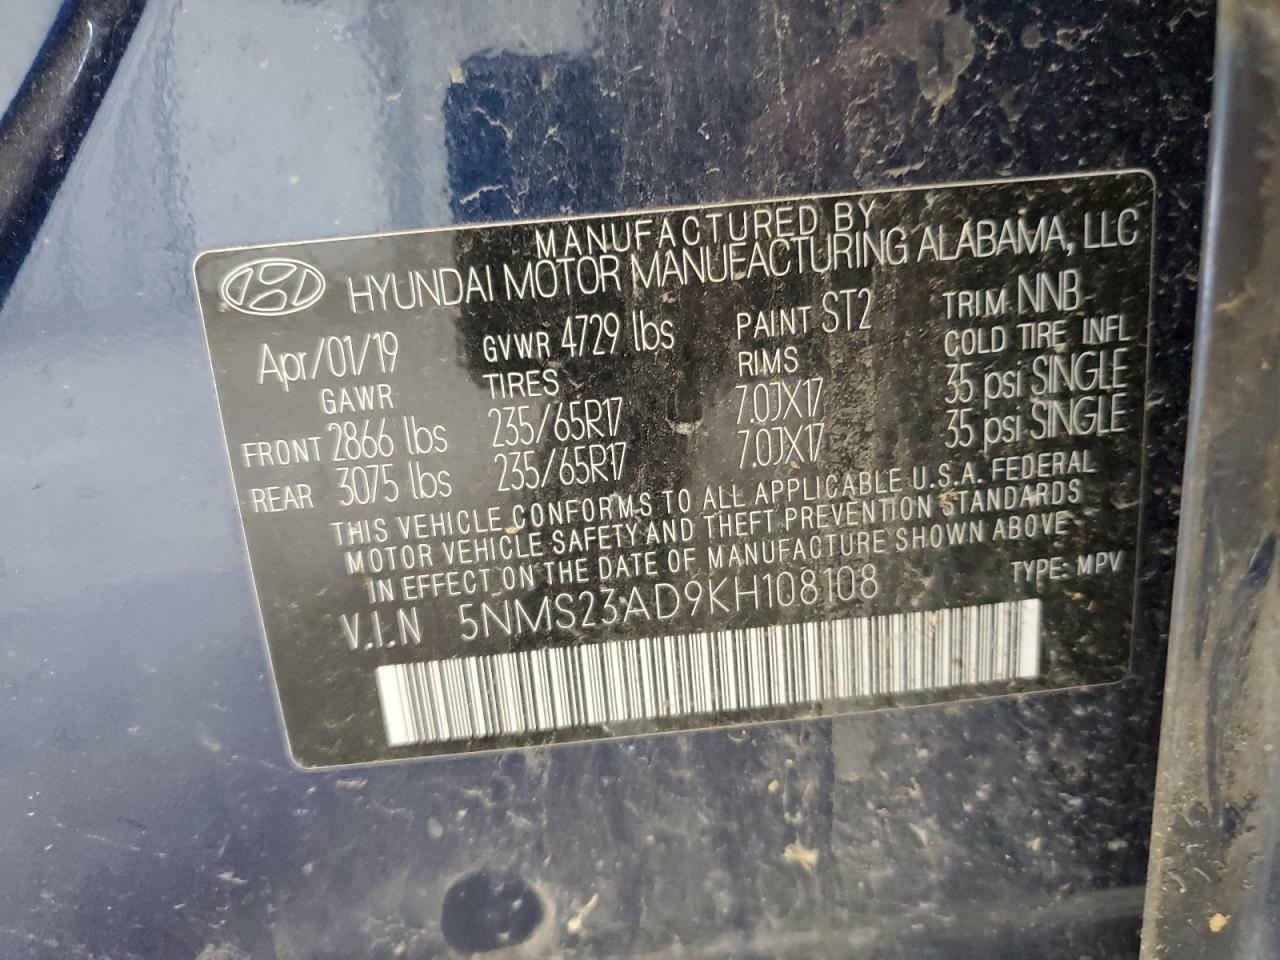 MANUFACTURED BY
HYUNDAI MOTOR MANUFACTURING ALABAMA, LLC
Apr/01/19 GVWR 4729 lbs PAINT ST2 TRIM NNB
GAWR TIRES RIMS COLD TIRE INFL
FRONT 2866 lbs 235/65R17 7.0JX17 35 psi SINGLE
REAR 3075 lbs 235/65R17 7.0JX17 35 psi SINGLE
THIS VEHICLE CONFORMS TO ALL APPLICABLE U.S.A. FEDERAL
MOTOR VEHICLE SAFETY AND THEFT PREVENTION STANDARDS
IN EFFECT ON THE DATE OF MANUFACTURE SHOWN ABOVE
V.I.N 5NMS23AD9KH108108 TYPE: MPV